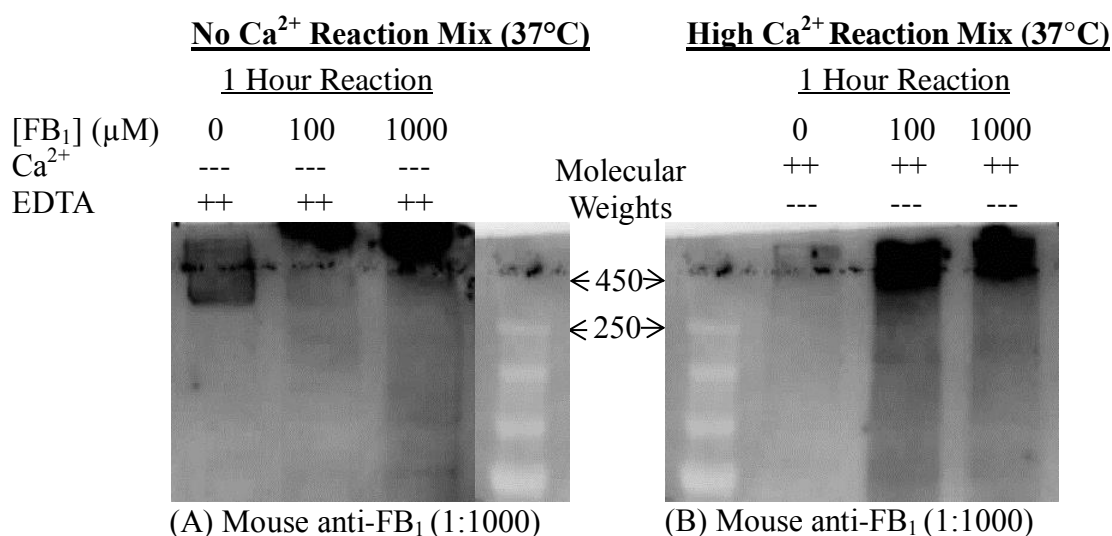 No Ca²⁺ Reaction Mix (37°C) High Ca²⁺ Reaction Mix (37°C)
1 Hour Reaction 1 Hour Reaction
[FB₁] (µM) 0 100 1000 0 100 1000
Ca²⁺ --- --- --- Molecular ++ ++ ++
EDTA ++ ++ ++ Weights --- --- ---
450
250
(A) Mouse anti-FB₁ (1:1000) (B) Mouse anti-FB₁ (1:1000)